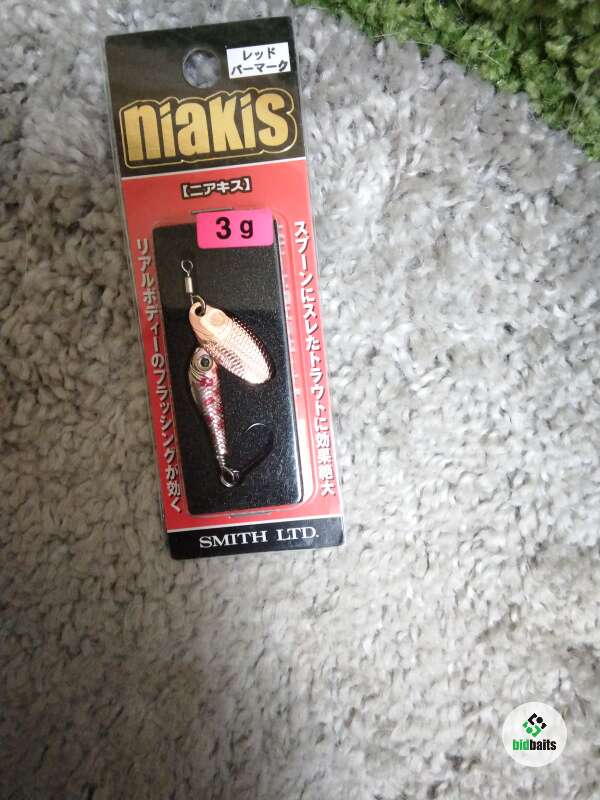 レッド
パーマーク
niakis
【ニアキス】
3g
スプーンにスレたトラウトに効果絶大
リアルボディーのフラッシングが効く
SMITH LTD.
bidbaits